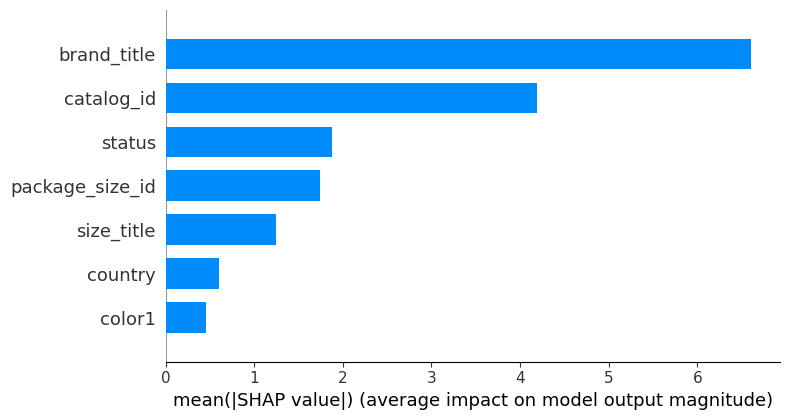 brand_title
catalog_id
status
package_size_id
size_title
country
color1
0 1 2 3 4 5 6
mean(|SHAP value|) (average impact on model output magnitude)